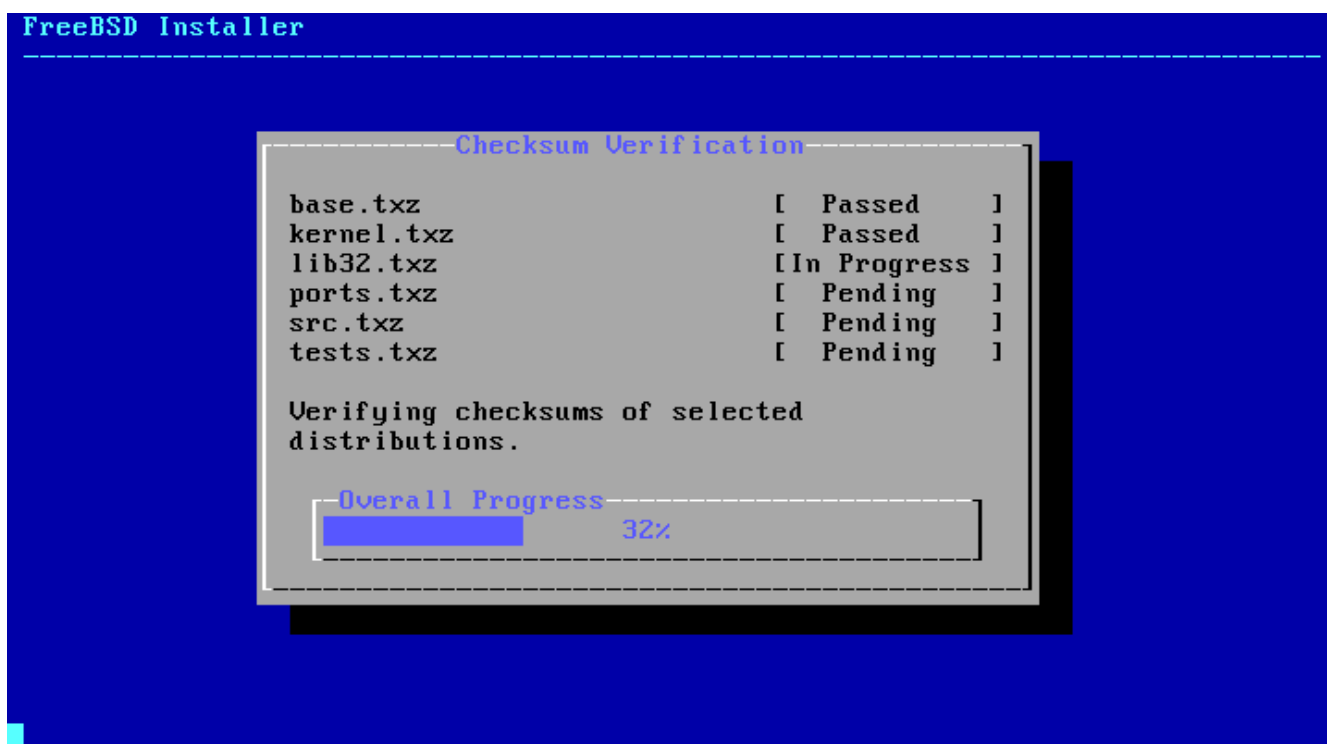 FreeBSD Installer
Checksum Verification
base.txz [ Passed ]
kernel.txz [ Passed ]
lib32.txz [In Progress ]
ports.txz [ Pending ]
src.txz [ Pending ]
tests.txz [ Pending ]
Verifying checksums of selected
distributions.
Overall Progress
32%